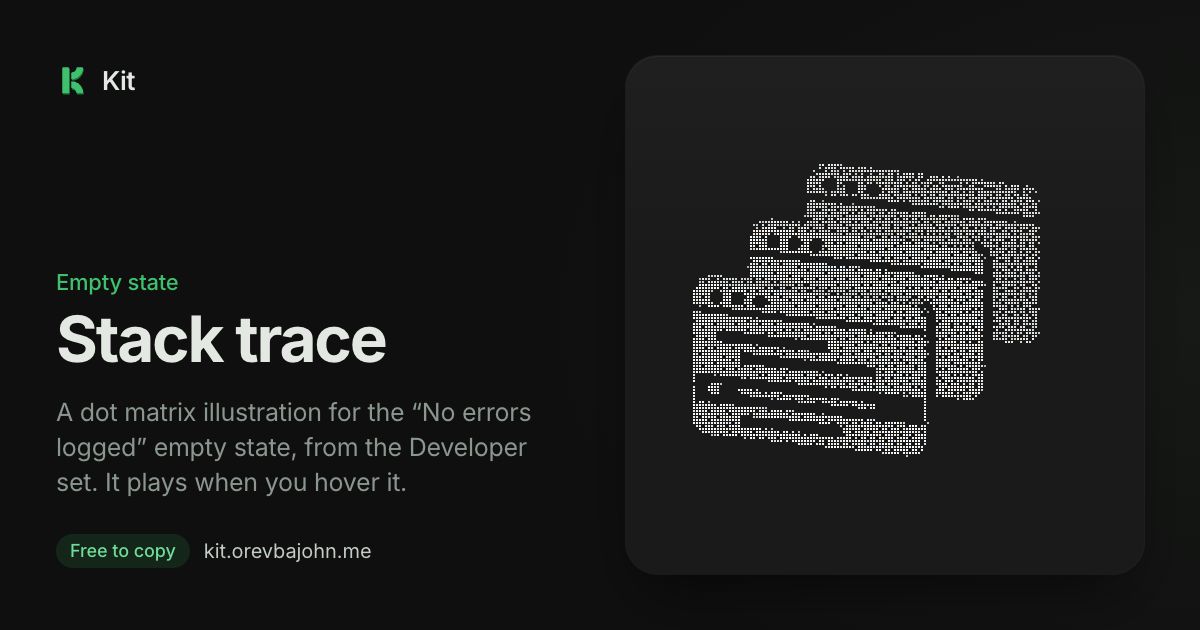 Kit
Empty state
Stack trace
A dot matrix illustration for the “No errors
logged” empty state, from the Developer
set. It plays when you hover it.
Free to copy
kit.orevbajohn.me